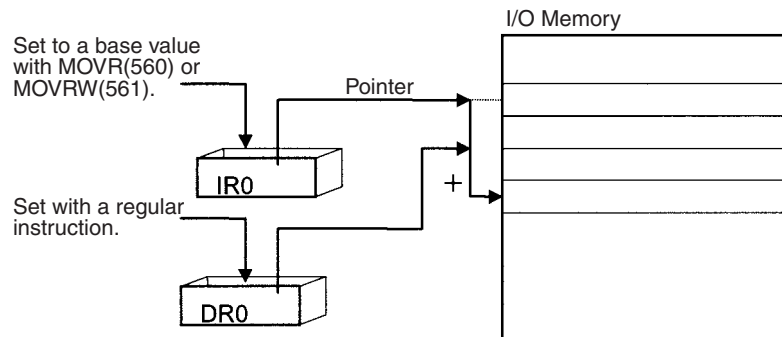 I/O Memory
Set to a base value
with MOVR(560) or
MOVRW(561).
Pointer
IR0
+
Set with a regular
instruction.
DR0